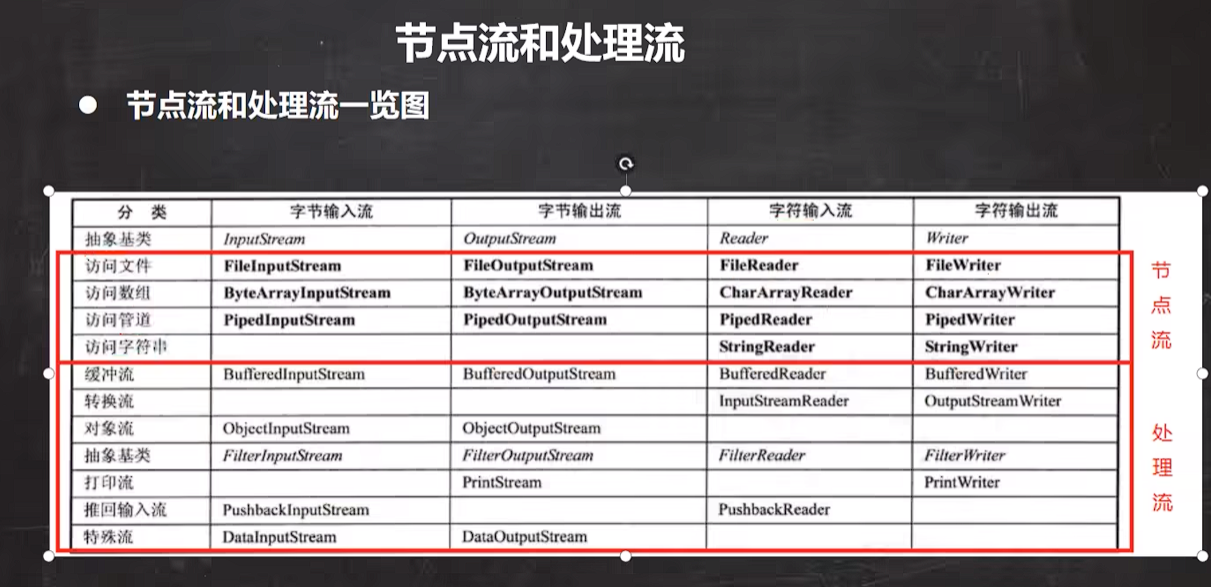 节点流和处理流
● 节点流和处理流一览图
分 类 字节输入流 字节输出流 字符输入流 字符输出流
抽象基类 InputStream OutputStream Reader Writer
访问文件 FileInputStream FileOutputStream FileReader FileWriter
访问数组 ByteArrayInputStream ByteArrayOutputStream CharArrayReader CharArrayWriter
访问管道 PipedInputStream PipedOutputStream PipedReader PipedWriter
访问字符串 StringReader StringWriter
节点流
缓冲流 BufferedInputStream BufferedOutputStream BufferedReader BufferedWriter
转换流 InputStreamReader OutputStreamWriter
对象流 ObjectInputStream ObjectOutputStream
抽象基类 FilterInputStream FilterOutputStream FilterReader FilterWriter
打印流 PrintStream PrintWriter
推回输入流 PushbackInputStream PushbackReader
特殊流 DataInputStream DataOutputStream
处理流